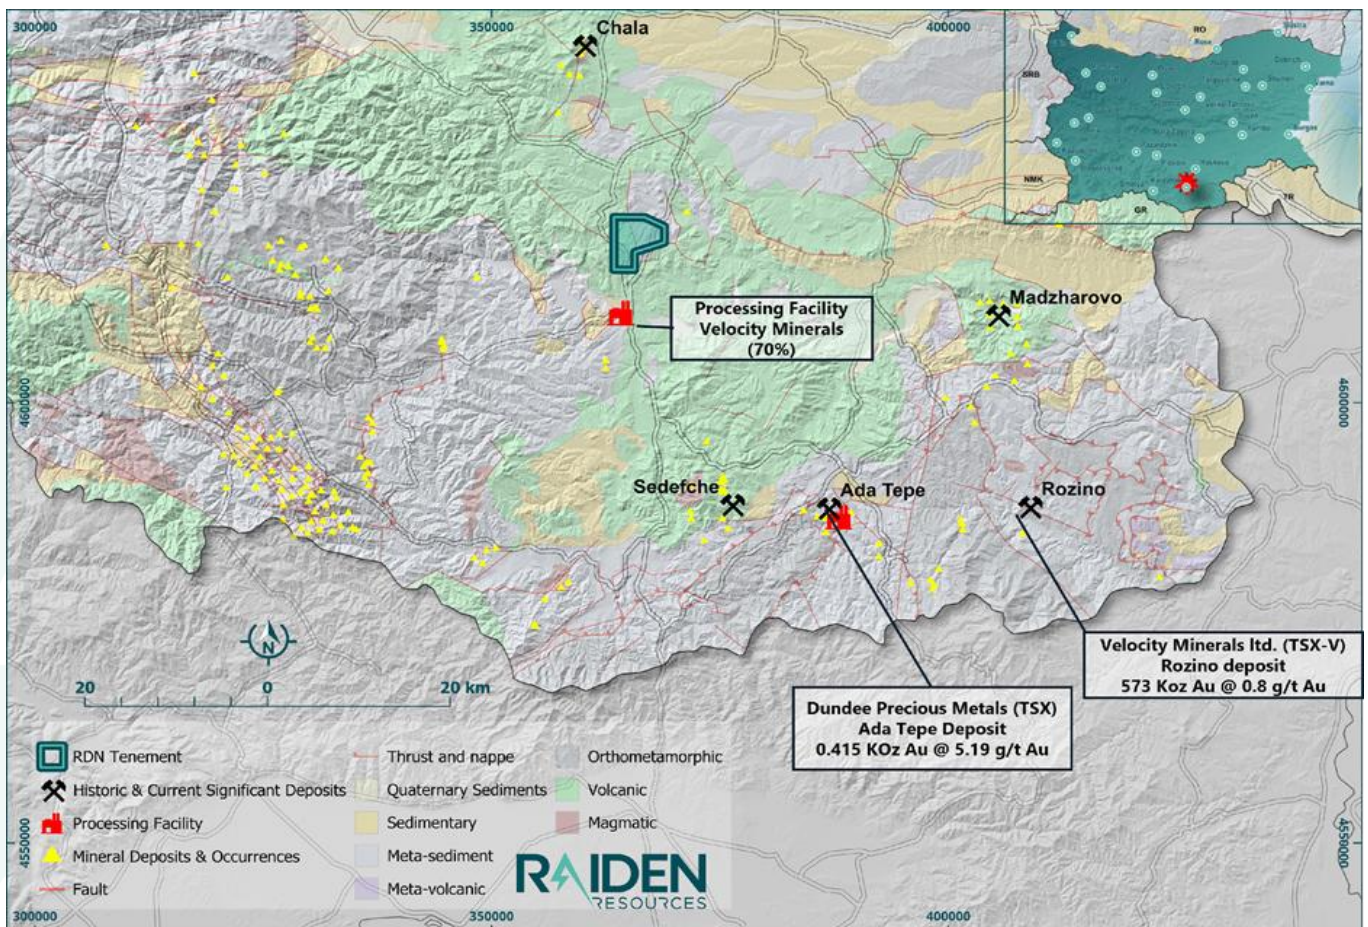 300000
350000
400000
Chala
RO
SRB
NMK
GR
TR
Madzharovo
Processing Facility
Velocity Minerals
(70%)
4600000
4600000
Sedefche
Ada Tepe
Rozino
N
20
0
20 km
Velocity Minerals ltd. (TSX-V)
Rozino deposit
573 Koz Au @ 0.8 g/t Au
Dundee Precious Metals (TSX)
Ada Tepe Deposit
0.415 KOz Au @ 5.19 g/t Au
RDN Tenement
Historic & Current Significant Deposits
Processing Facility
Mineral Deposits & Occurrences
Fault
Thrust and nappe
Quaternary Sediments
Sedimentary
Meta-sediment
Meta-volcanic
Orthometamorphic
Volcanic
Magmatic
RAIDEN
RESOURCES
4550000
4550000
300000
350000
400000